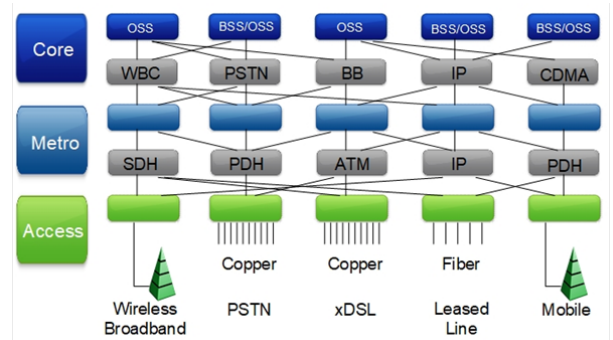 OSS BSS/OSS OSS BSS/OSS BSS/OSS
Core
WBC PSTN BB IP CDMA
Metro
SDH PDH ATM IP PDH
Access
Copper Copper Fiber
Wireless PSTN xDSL Leased Mobile
Broadband Line